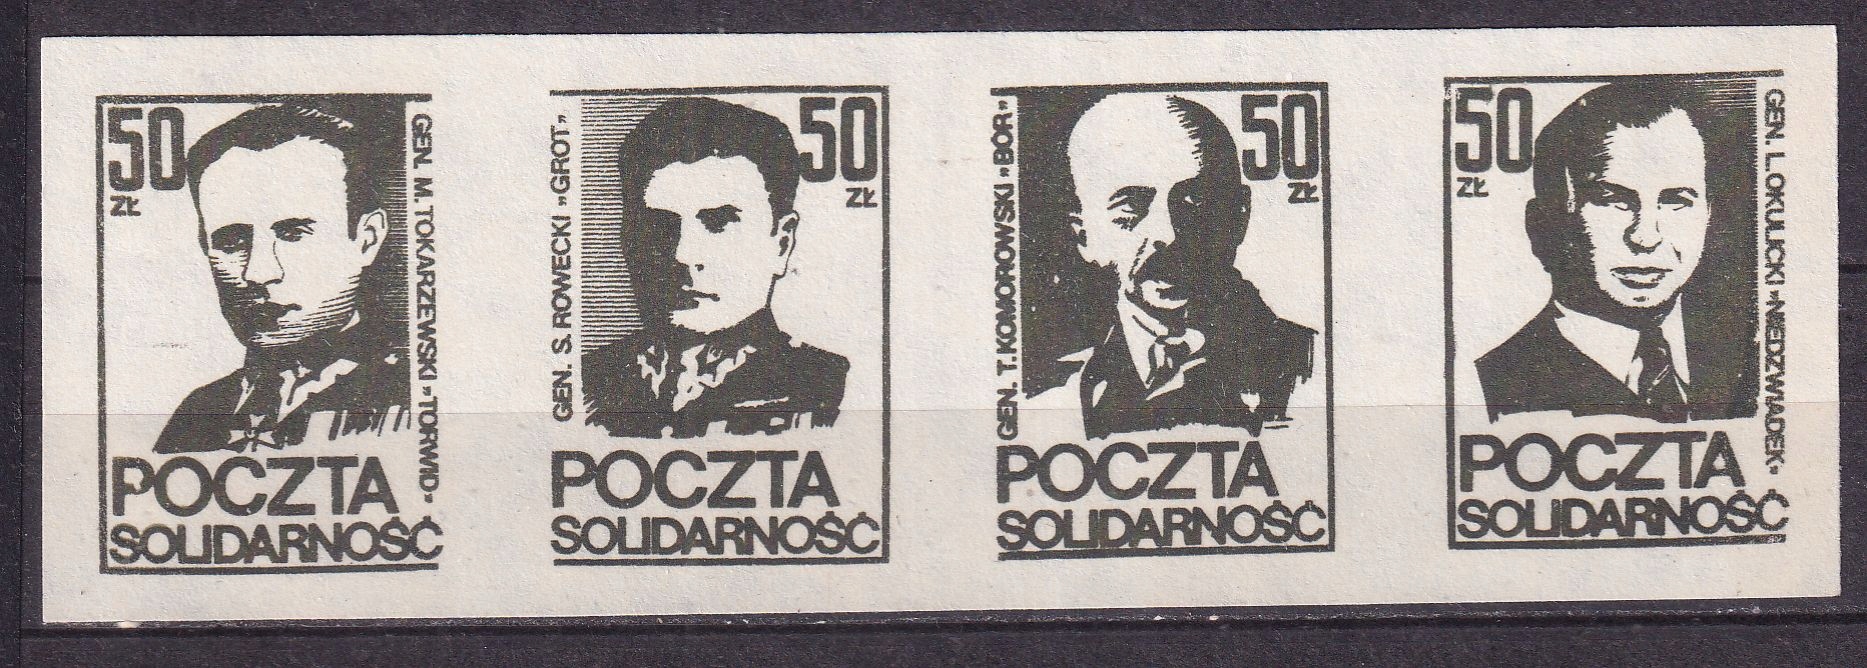 50
ZŁ
GEN. M. TOKARZEWSKI „TORWID”
POCZTA
SOLIDARNOŚĆ
GEN. S. ROWECKI „GROT”
50
ZŁ
POCZTA
SOLIDARNOŚĆ
GEN. T. KOMOROWSKI „BÓR”
50
ZŁ
POCZTA
SOLIDARNOŚĆ
50
ZŁ
GEN. L. OKULICKI „NIEDZWIADEK”
POCZTA
SOLIDARNOŚĆ